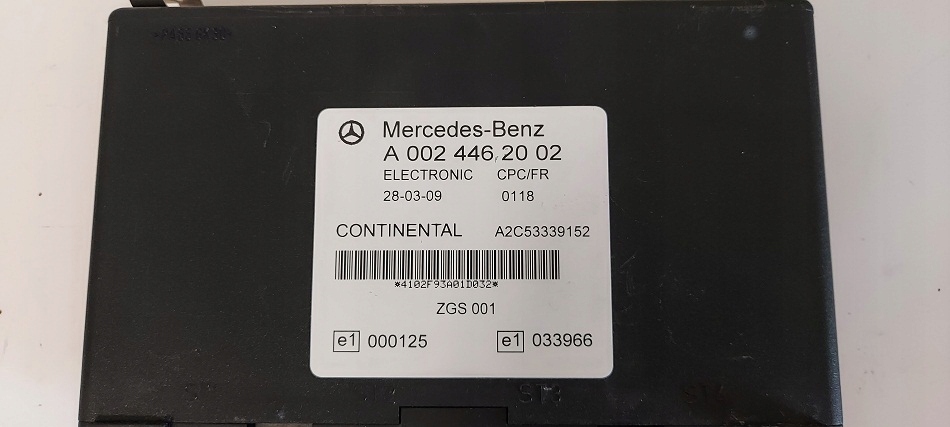 Mercedes-Benz
A 002 446 20 02
ELECTRONIC CPC/FR
28-03-09 0118
CONTINENTAL A2C53339152
*4102F93A01D032*
ZGS 001
e1 000125 e1 033966
ST3